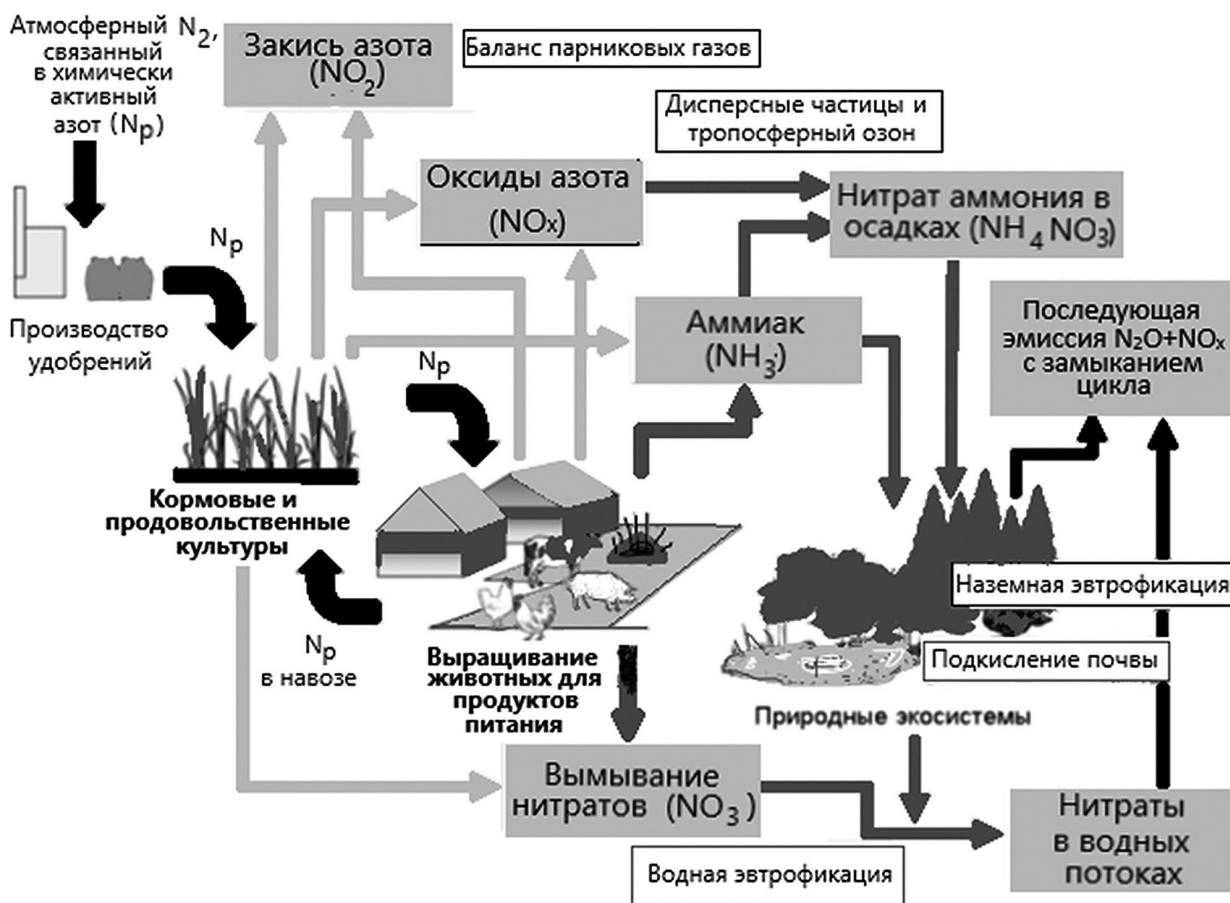 Атмосферный N2,
связанный
в химически
активный
азот (Np)
Закись азота
(NO2)
Баланс парниковых газов
Дисперсные частицы и
тропосферный озон
Оксиды азота
(NOx)
Нитрат аммония в
осадках (NH4 NO3)
Np
Производство
удобрений
Аммиак
(NH3)
Последующая
эмиссия N2O+NOx
с замыканием
цикла
Np
Кормовые и
продовольственные
культуры
Наземная эвтрофикация
Np
в навозе
Выращивание
животных для
продуктов
питания
Подкисление почвы
Природные экосистемы
Вымывание
нитратов (NO3 )
Нитраты
в водных
потоках
Водная эвтрофикация